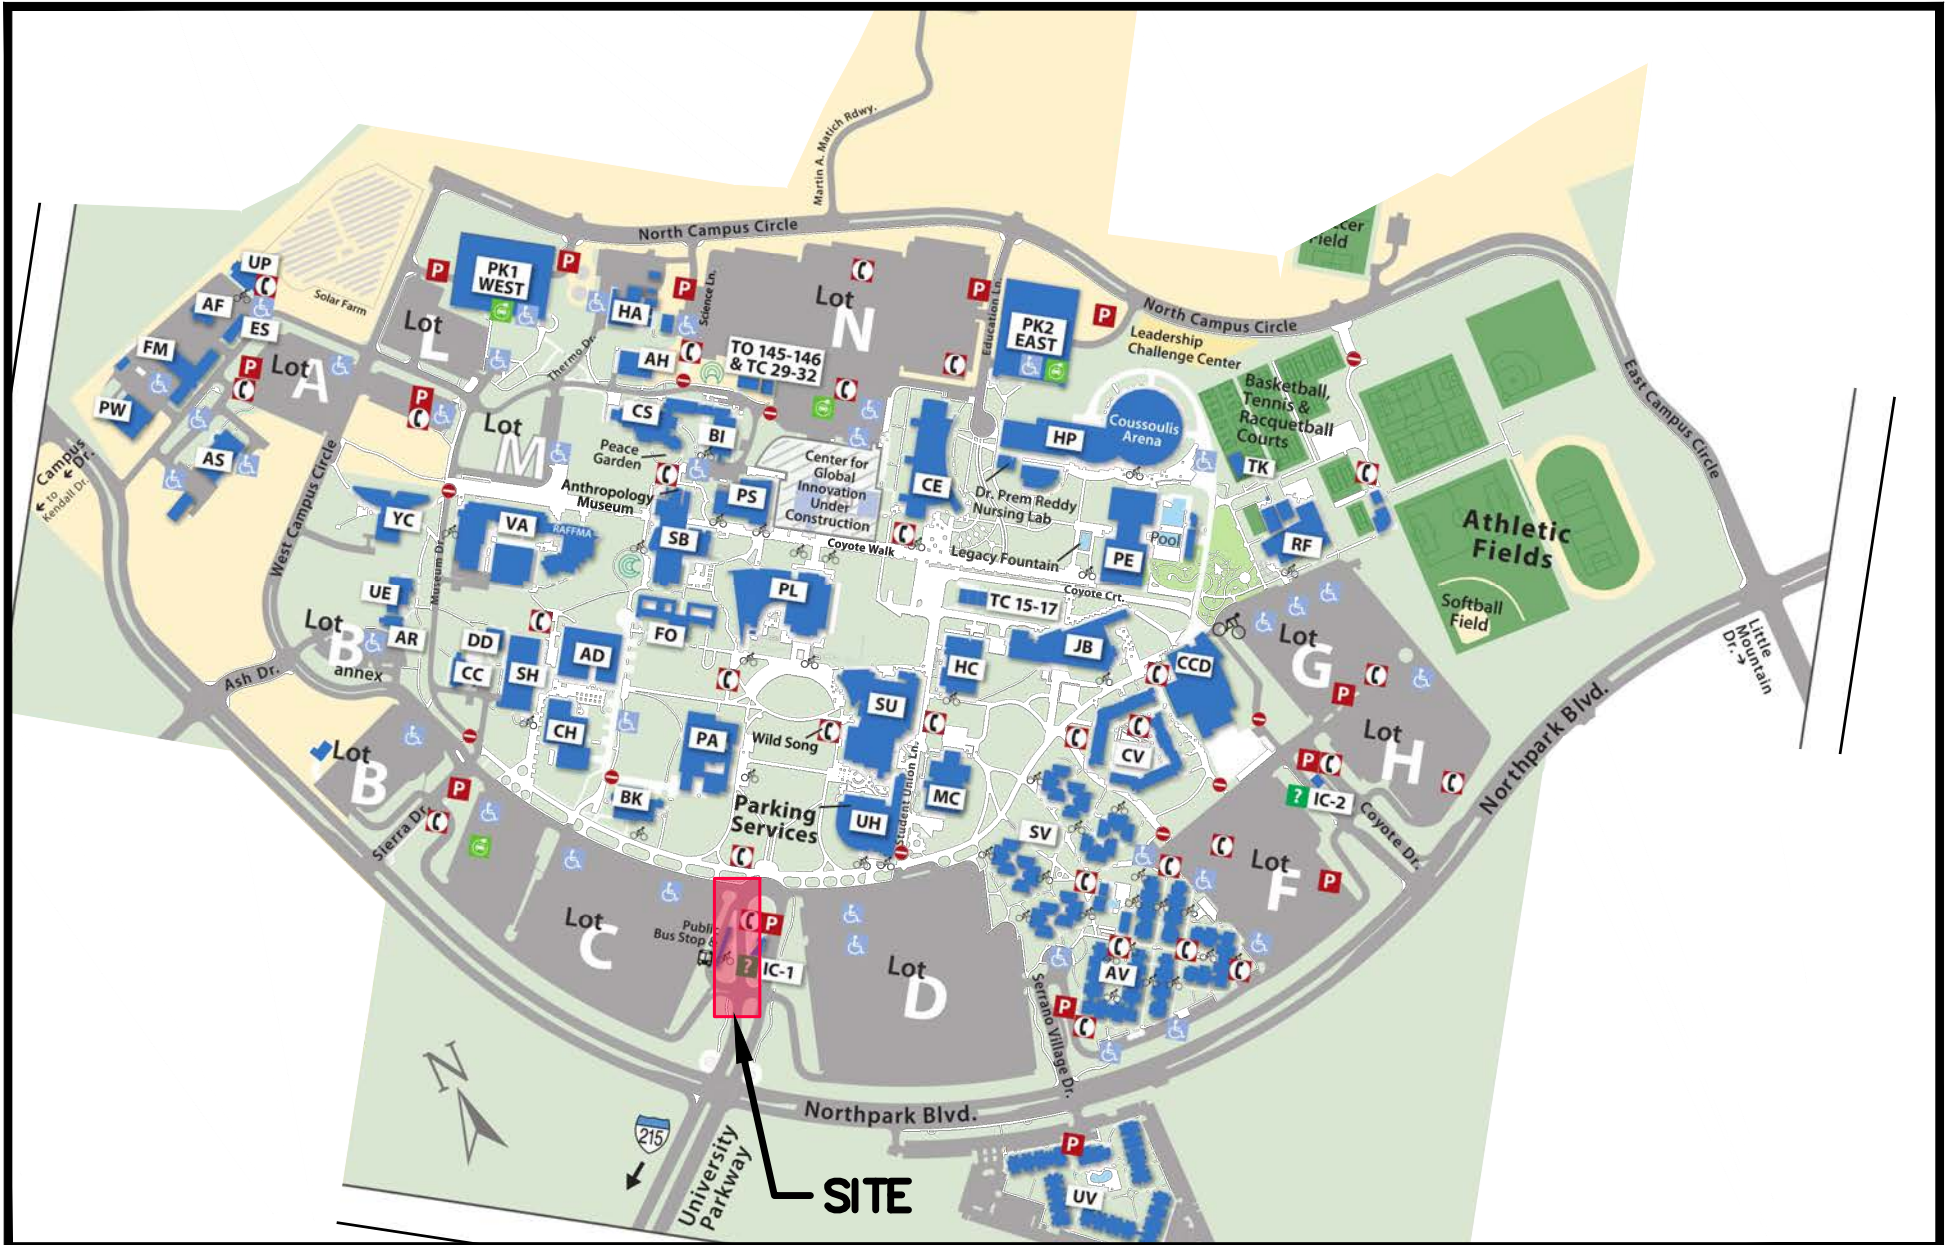 Martin A. Matich Rdwy.
North Campus Circle
cer
Field
UP
AF
ES
FM
PW
AS
Solar Farm
Lot
A
PK1
WEST
P
Lot
L
HA
AH
Thermo Dr.
Science Ln.
TO 145-146
& TC 29-32
Lot
N
Education Ln.
PK2
EAST
P
North Campus Circle
Leadership
Challenge Center
Basketball,
Tennis &
Racquetball
Courts
East Campus Circle
Campus
Dr.
to
Kendall Dr.
West Campus Circle
Lot
M
CS
BI
Peace
Garden
Anthropology
Museum
PS
Center for
Global
Innovation
Under
Construction
CE
HP
Coussoulis
Arena
Dr. Prem Reddy
Nursing Lab
TK
YC
VA
RAFFMA
Museum Dr.
SB
Coyote Walk
Legacy Fountain
PE
Pool
RF
Athletic
Fields
Softball
Field
UE
AR
Lot
B
annex
DD
CC
SH
AD
FO
PL
TC 15-17
Coyote Crt.
JB
HC
CCD
Lot
G
Little
Mountain
Dr.
Ash Dr.
CH
PA
Wild Song
SU
CV
Lot
H
Northpark Blvd.
Lot
B
BK
Parking
Services
UH
Student Union Ln.
MC
SV
? IC-2
Coyote Dr.
Sierra Dr.
P
Lot
F
P
Lot
C
Public
Bus Stop &
P
? IC-1
Lot
D
AV
P
Serrano Village Dr.
N
215
Northpark Blvd.
University
Parkway
SITE
P
UV